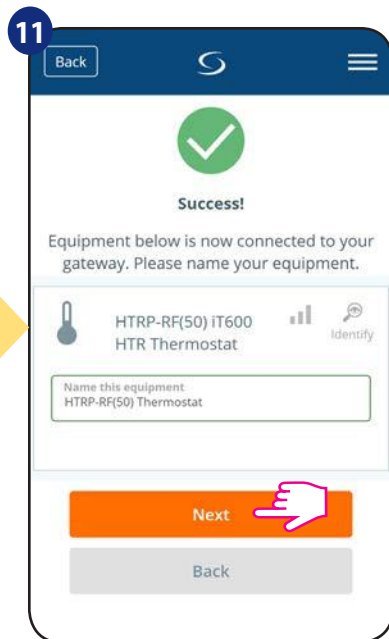 11
Back
Success!
Equipment below is now connected to your
gateway. Please name your equipment.
HTRP-RF(50) iT600
HTR Thermostat
Identify
Name this equipment
HTRP-RF(50) Thermostat
Next
Back